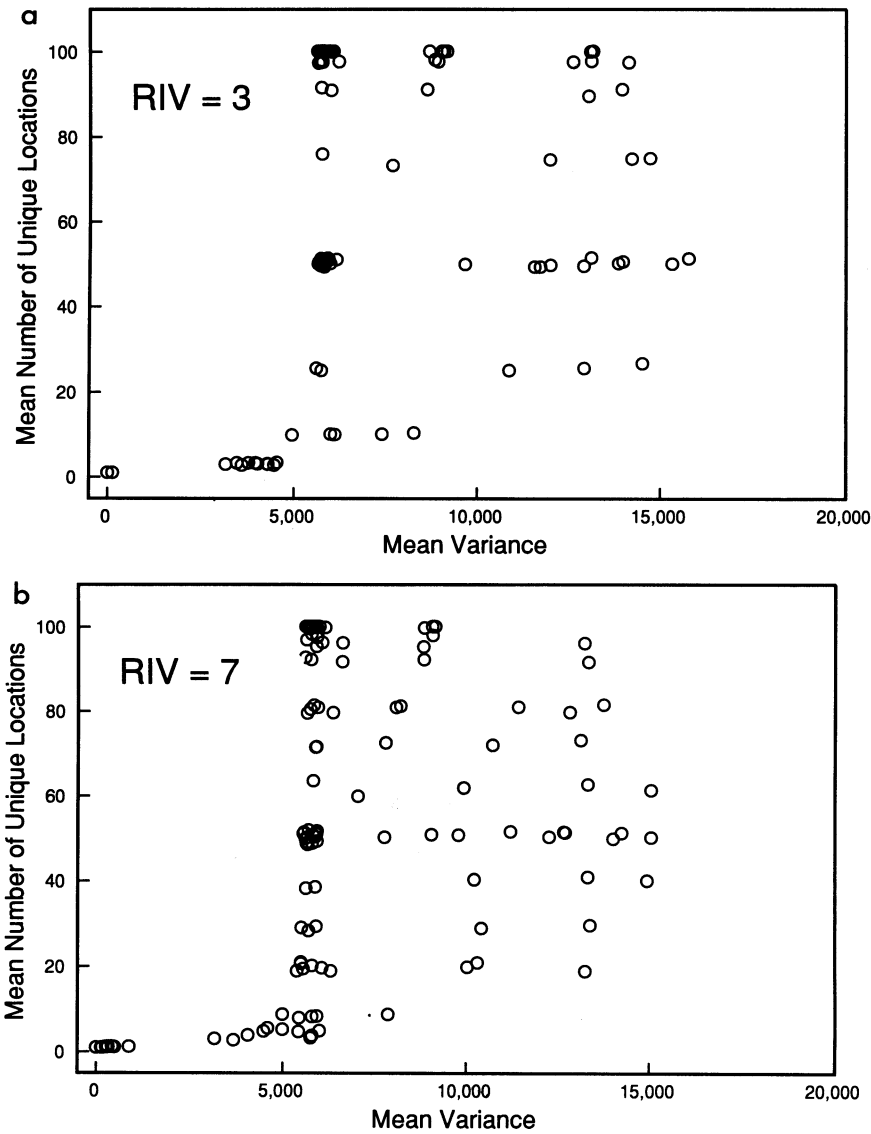 a
100
RIV = 3
80
60
40
20
0
Mean Number of Unique Locations
0 5,000 10,000 15,000 20,000
Mean Variance
b
100
RIV = 7
80
60
40
20
0
Mean Number of Unique Locations
0 5,000 10,000 15,000 20,000
Mean Variance